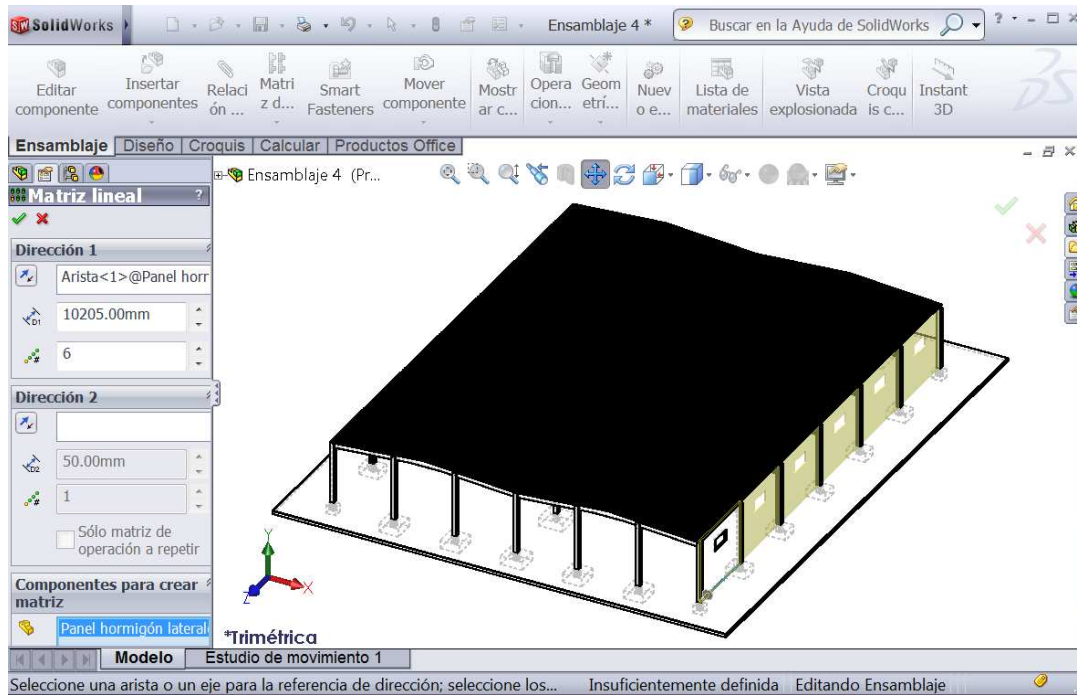 SolidWorks
Ensamblaje 4 *
Buscar en la Ayuda de SolidWorks
?
Editar componente
Insertar componentes
Relaci ón ...
Matri z d...
Smart Fasteners
Mover componente
Mostr ar c...
Opera cion...
Geom etrí...
Nuev o e...
Lista de materiales
Vista explosionada
Croqu is c...
Instant 3D
Ensamblaje
Diseño
Croquis
Calcular
Productos Office
Ensamblaje 4 (Pr...
Matriz lineal
?
Dirección 1
Arista<1>@Panel horr
D1
10205.00mm
#
6
Dirección 2
D2
50.00mm
#
1
Sólo matriz de
operación a repetir
Componentes para crear
matriz
Panel hormigón laterale
Y
X
Z
*Trimétrica
Modelo
Estudio de movimiento 1
Seleccione una arista o un eje para la referencia de dirección; seleccione los...
Insuficientemente definida
Editando Ensamblaje